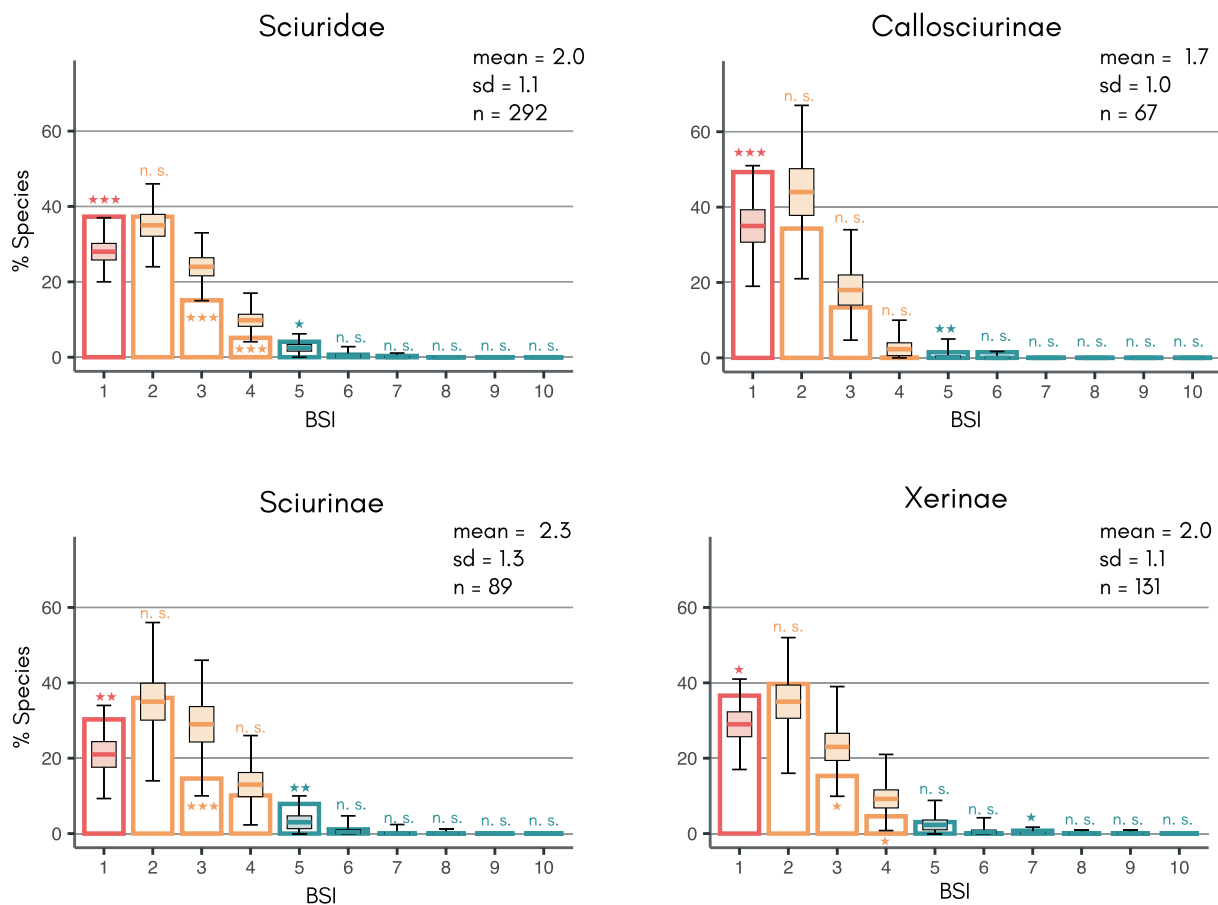 Sciuridae
mean = 2.0
sd = 1.1
n = 292
% Species
60
40
20
0
★★★
n. s.
★★★
★★★
★
n. s.
n. s.
n. s.
n. s.
n. s.
1 2 3 4 5 6 7 8 9 10
BSI
Callosciurinae
mean = 1.7
sd = 1.0
n = 67
60
40
20
0
★★★
n. s.
n. s.
n. s.
★★
n. s.
n. s.
n. s.
n. s.
n. s.
1 2 3 4 5 6 7 8 9 10
BSI
Sciurinae
mean = 2.3
sd = 1.3
n = 89
% Species
60
40
20
0
★★
n. s.
★★★
n. s.
★★
n. s.
n. s.
n. s.
n. s.
n. s.
1 2 3 4 5 6 7 8 9 10
BSI
Xerinae
mean = 2.0
sd = 1.1
n = 131
60
40
20
0
★
n. s.
★
★
n. s.
n. s.
★
n. s.
n. s.
n. s.
1 2 3 4 5 6 7 8 9 10
BSI